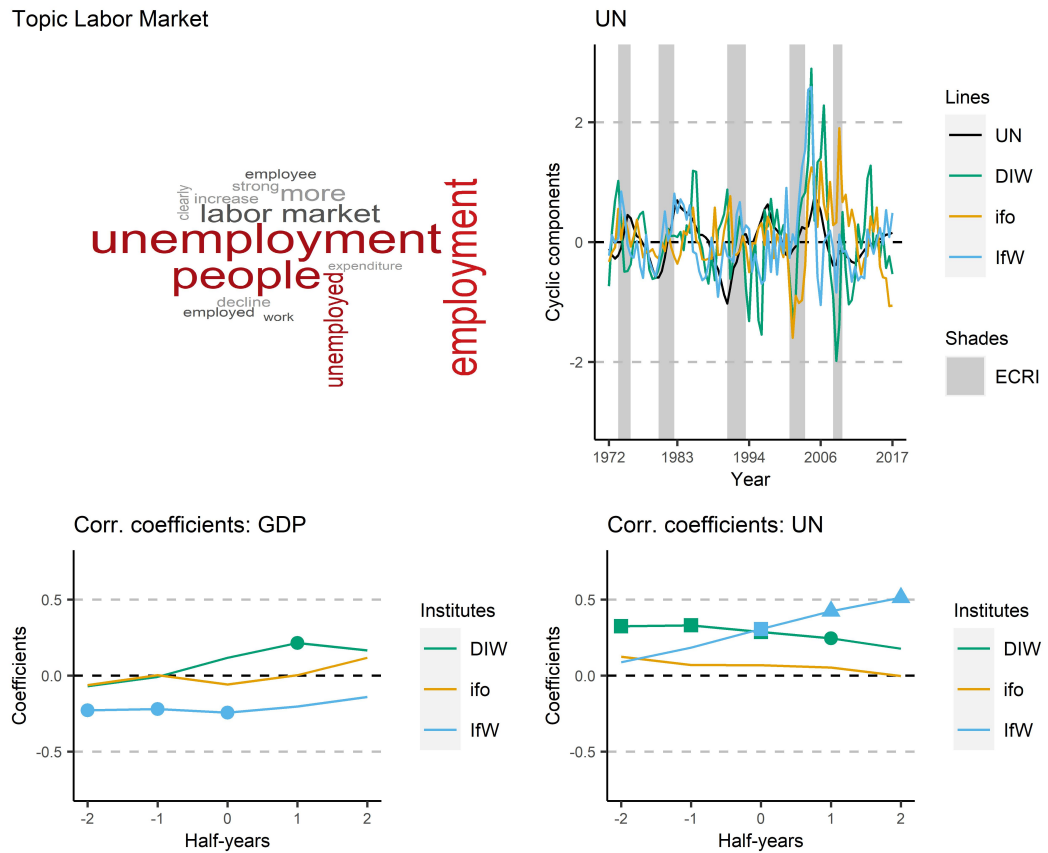 Topic Labor Market
employee
strong
clearly
increase
more
labor market
unemployment
people
expenditure
decline
employed
work
unemployed
employment
UN
Cyclic components
2
0
-2
1972
1983
1994
2006
2017
Year
Lines
UN
DIW
ifo
IfW
Shades
ECRI
Corr. coefficients: GDP
Coefficients
0.5
0.0
-0.5
-2
-1
0
1
2
Half-years
Institutes
DIW
ifo
IfW
Corr. coefficients: UN
Coefficients
0.5
0.0
-0.5
-2
-1
0
1
2
Half-years
Institutes
DIW
ifo
IfW